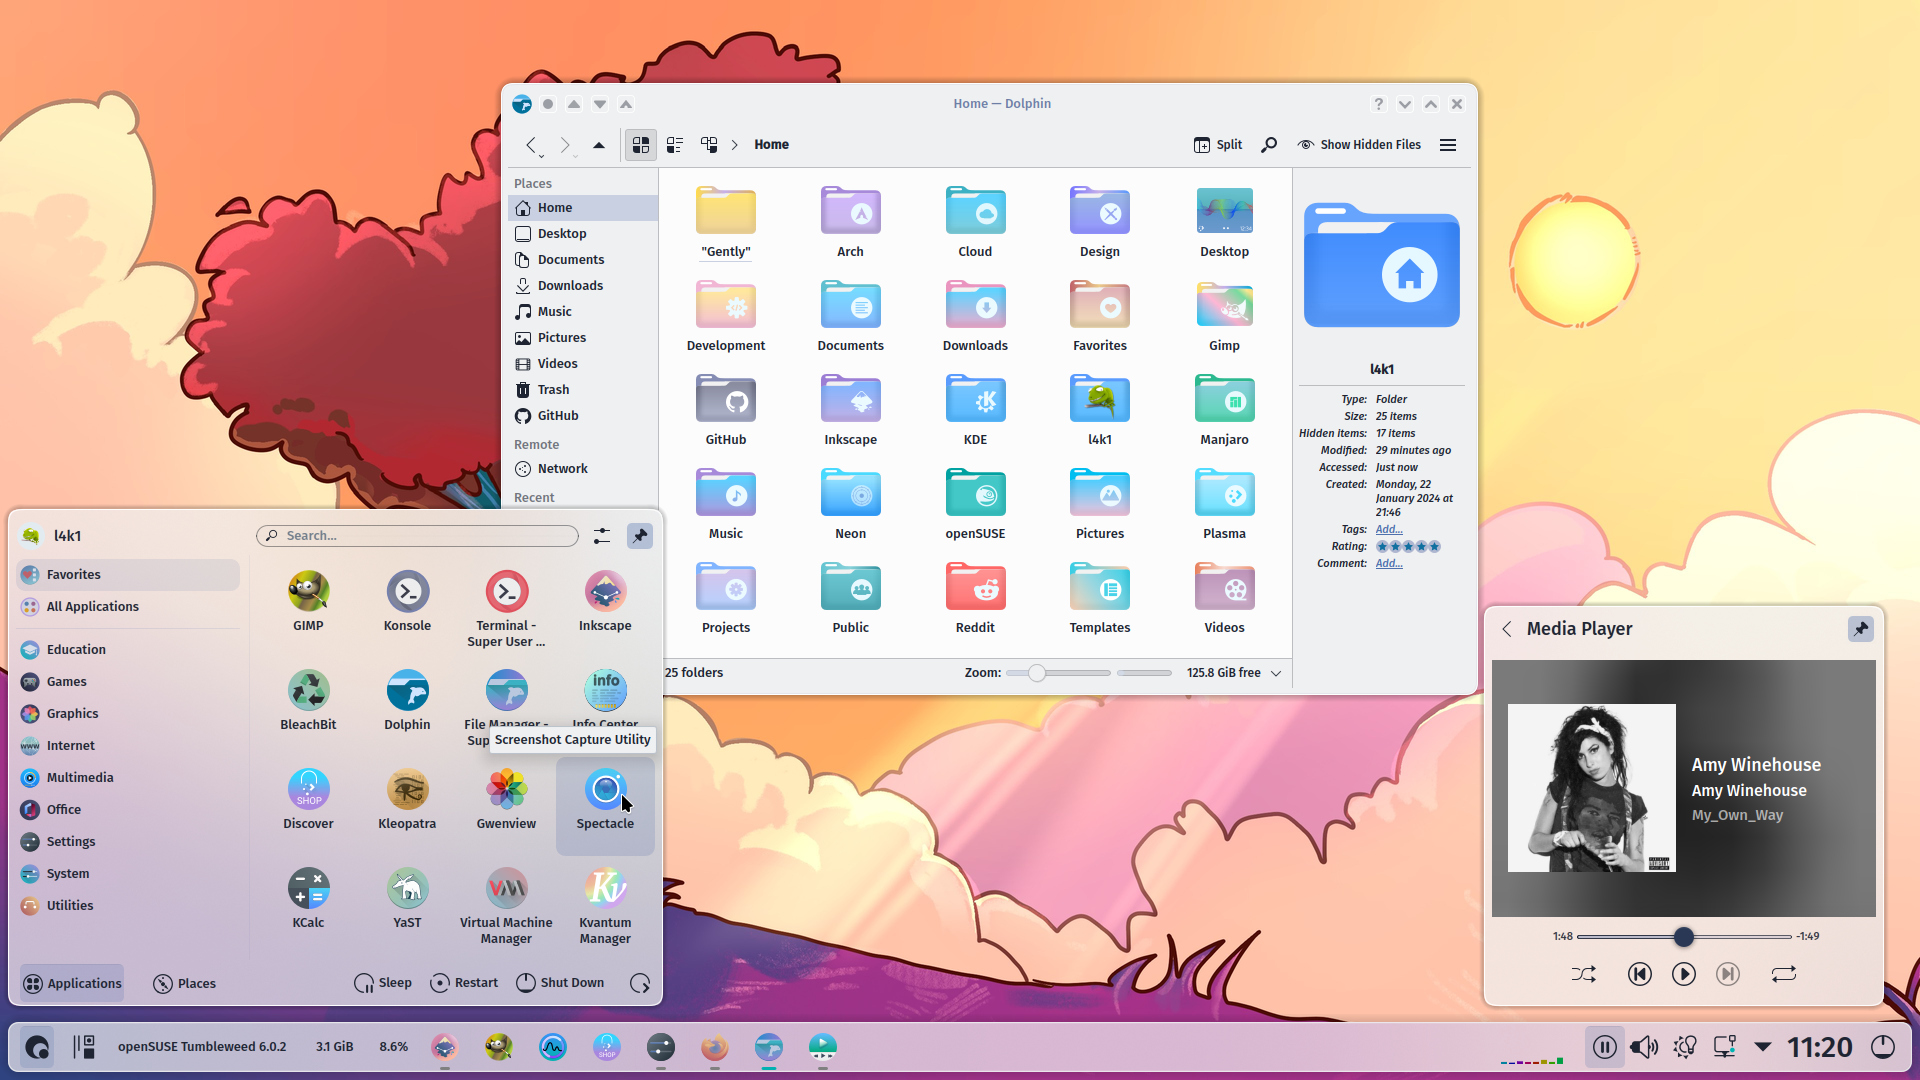 Home — Dolphin
Home
Split
Show Hidden Files
Places
Home
Desktop
Documents
Downloads
Music
Pictures
Videos
Trash
GitHub
Remote
Network
Recent
"Gently"
Arch
Cloud
Design
Desktop
Development
Documents
Downloads
Favorites
Gimp
GitHub
Inkscape
KDE
l4k1
Manjaro
Music
Neon
openSUSE
Pictures
Plasma
Projects
Public
Reddit
Templates
Videos
25 folders
Zoom:
125.8 GiB free
l4k1
Type: Folder
Size: 25 items
Hidden items: 17 items
Modified: 29 minutes ago
Accessed: Just now
Created: Monday, 22
January 2024 at
21:46
Tags: Add...
Rating:
Comment: Add...
l4k1
Search...
Favorites
All Applications
Education
Games
Graphics
Internet
Multimedia
Office
Settings
System
Utilities
GIMP
Konsole
Terminal -
Super User ...
Inkscape
BleachBit
Dolphin
File Manager -
Sup
info
Info Center
Screenshot Capture Utility
SHOP
Discover
Kleopatra
Gwenview
Spectacle
KCalc
YaST
Virtual Machine
Manager
Kvantum
Manager
Applications
Places
Sleep
Restart
Shut Down
Media Player
Amy Winehouse
Amy Winehouse
My_Own_Way
1:48
-1:49
openSUSE Tumbleweed 6.0.2
3.1 GiB
8.6%
SHOP
11:20